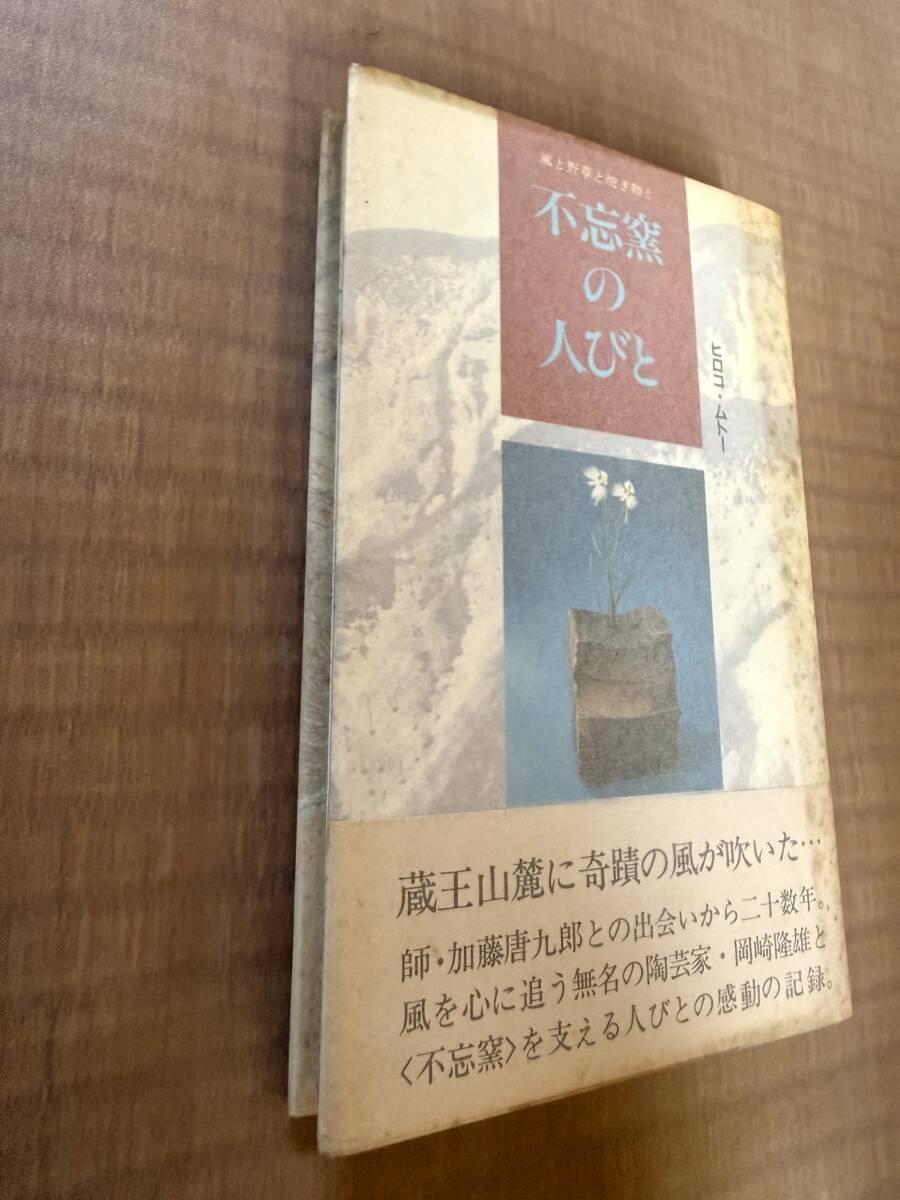 風と野草と焼き物と
不忘窯
の
人びと
ヒロコ・ムトー
蔵王山麓に奇蹟の風が吹いた…
師・加藤唐九郎との出会いから二十数年。
風を心に追う無名の陶芸家・岡崎隆雄と
〈不忘窯〉を支える人びとの感動の記録。